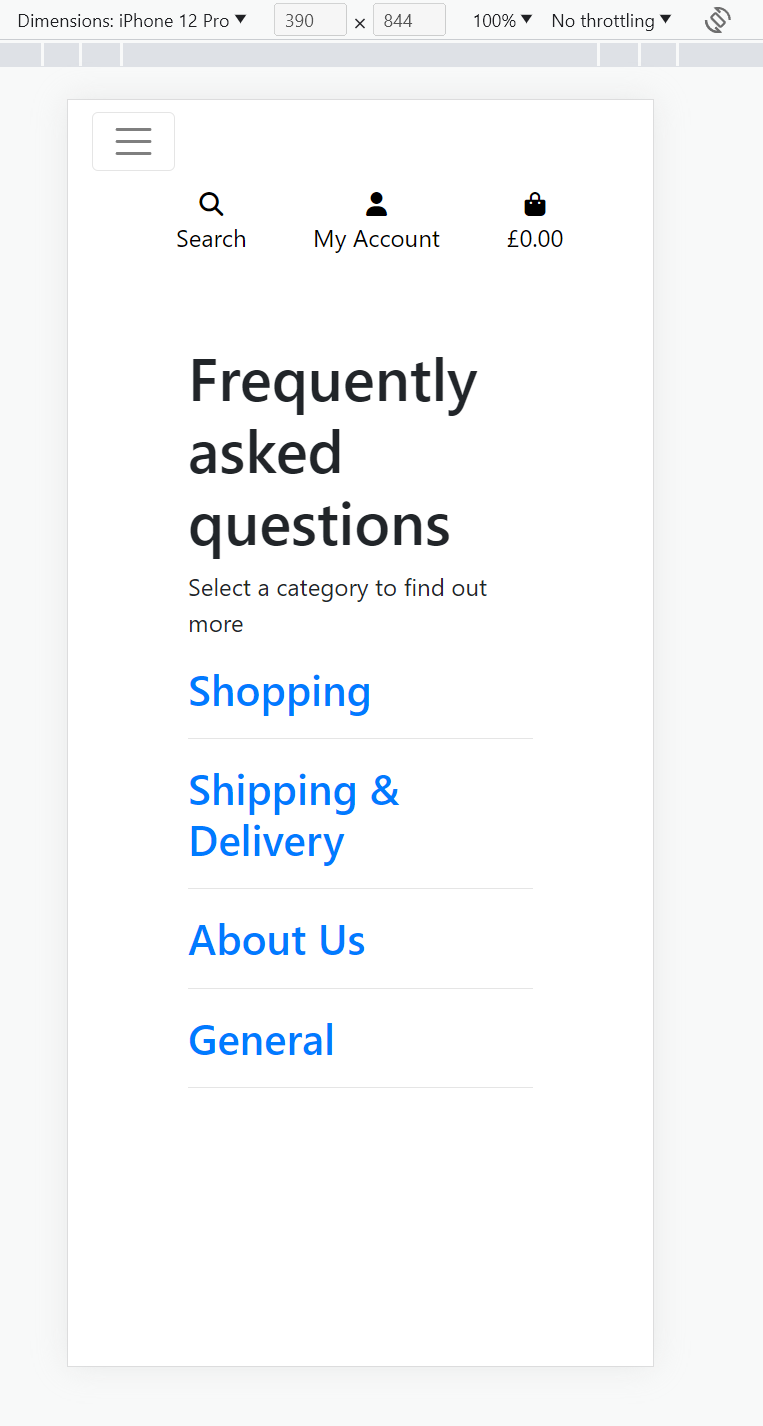 Dimensions: iPhone 12 Pro 390 × 844 100% No throttling
Search My Account £0.00
Frequently
asked
questions
Select a category to find out
more
Shopping
Shipping &
Delivery
About Us
General